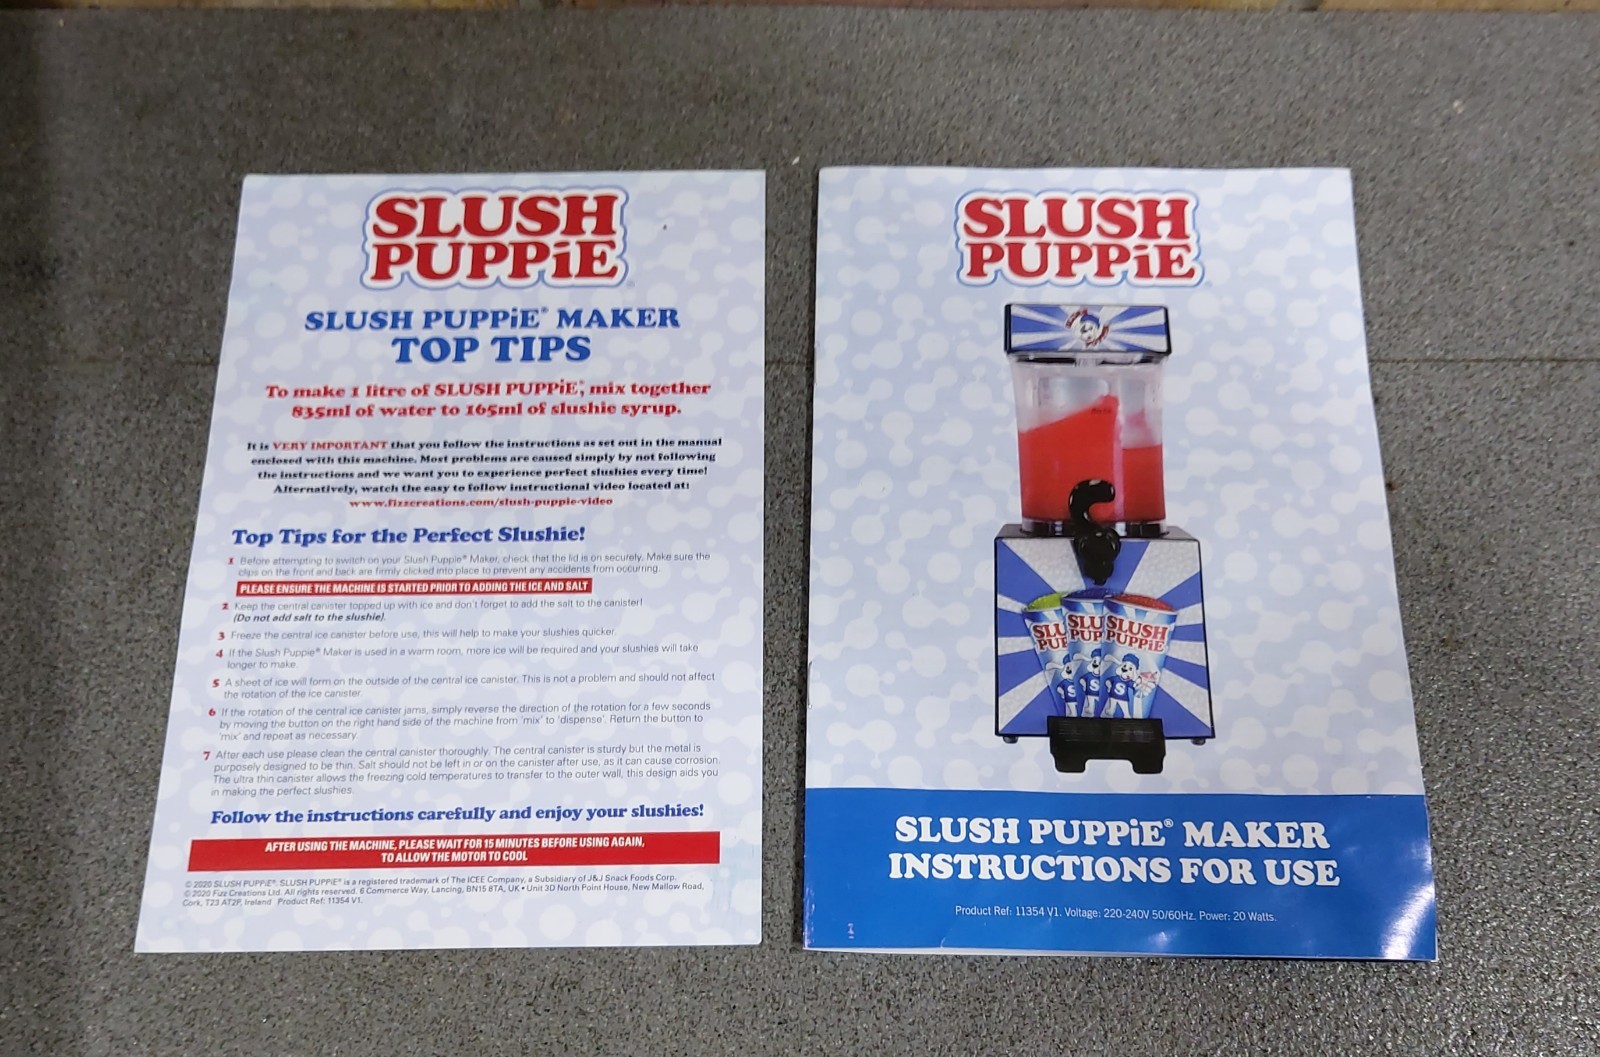 SLUSH
PUPPiE®
SLUSH PUPPiE® MAKER
TOP TIPS
To make 1 litre of SLUSH PUPPiE®, mix together
835ml of water to 165ml of slushie syrup.
It is VERY IMPORTANT that you follow the instructions as set out in the manual
enclosed with this machine. Most problems are caused simply by not following
the instructions and we want you to experience perfect slushies every time!
Alternatively, watch the easy to follow instructional video located at:
www.fizzcreations.com/slush-puppie-video
Top Tips for the Perfect Slushie!
1 Before attempting to switch on your Slush Puppie® Maker, check that the lid is on securely. Make sure the
clips on the front and back are firmly clicked into place to prevent any accidents from occurring.
PLEASE ENSURE THE MACHINE IS STARTED PRIOR TO ADDING THE ICE AND SALT
2 Keep the central canister topped up with ice and don't forget to add the salt to the canister!
(Do not add salt to the slushie).
3 Freeze the central ice canister before use, this will help to make your slushies quicker.
4 If the Slush Puppie® Maker is used in a warm room, more ice will be required and your slushies will take
longer to make.
5 A sheet of ice will form on the outside of the central ice canister. This is not a problem and should not affect
the rotation of the ice canister.
6 If the rotation of the central ice canister jams, simply reverse the direction of the rotation for a few seconds
by moving the button on the right hand side of the machine from 'mix' to 'dispense'. Return the button to
'mix' and repeat as necessary.
7 After each use please clean the central canister thoroughly. The central canister is sturdy but the metal is
purposely designed to be thin. Salt should not be left in or on the canister after use, as it can cause corrosion.
The ultra thin canister allows the freezing cold temperatures to transfer to the outer wall, this design aids you
in making the perfect slushies.
Follow the instructions carefully and enjoy your slushies!
AFTER USING THE MACHINE, PLEASE WAIT FOR 15 MINUTES BEFORE USING AGAIN,
TO ALLOW THE MOTOR TO COOL
© 2020 SLUSH PUPPiE®. SLUSH PUPPiE® is a registered trademark of The ICEE Company, a Subsidiary of J&J Snack Foods Corp.
© 2020 Fizz Creations Ltd. All rights reserved. 6 Commerce Way, Lancing, BN15 8TA, UK • Unit 3D North Point House, New Mallow Road,
Cork, T23 AT2P, Ireland Product Ref: 11354 V1.
SLUSH
PUPPiE®
SLU SLU SLUSH
PUP PUP PUPPiE
S S S
SLUSH PUPPiE® MAKER
INSTRUCTIONS FOR USE
Product Ref: 11354 V1. Voltage: 220-240V 50/60Hz. Power: 20 Watts.
1